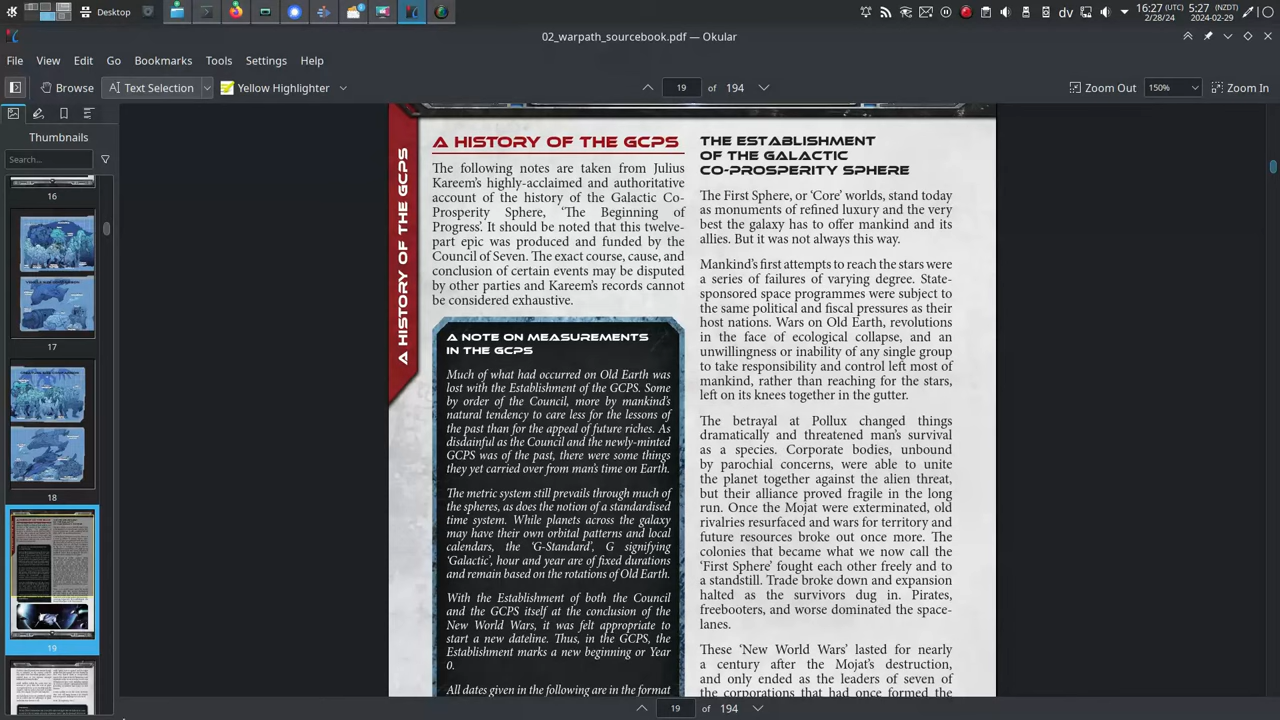 Desktop
16:27 (UTC)
2/28/24
5:27 (NZDT)
2024-02-29
dv
02_warpath_sourcebook.pdf — Okular
File View Edit Go Bookmarks Tools Settings Help
Browse Text Selection Yellow Highlighter 19 of 194 Zoom Out 150% Zoom In
Thumbnails
Search...
16
17
18
19
A HISTORY OF THE GCPS
A HISTORY OF THE GCPS
The following notes are taken from Julius
Kareem's highly-acclaimed and authoritative
account of the history of the Galactic Co-
Prosperity Sphere, 'The Beginning of
Progress'. It should be noted that this twelve-
part epic was produced and funded by the
Council of Seven. The exact course, cause, and
conclusion of certain events may be disputed
by other parties and Kareem's records cannot
be considered exhaustive.
A NOTE ON MEASUREMENTS
IN THE GCPS
Much of what had occurred on Old Earth was
lost with the Establishment of the GCPS. Some
by order of the Council, more by mankind's
natural tendency to care less for the lessons of
the past than for the appeal of future riches. As
disdainful as the Council and the newly-minted
GCPS was of the past, there were some things
they yet carried over from man's time on Earth.
The metric system still prevails through much of
the spheres, as does the notion of a standardised
time system. While planets across the galaxy
may have their own orbital patterns and local
calendars, the 'G-Standard', G signifying
'Galactic', hour and year are of fixed durations
and remain based on the rotations of Old Earth.
With the Establishment of both the Council
and the GCPS itself at the conclusion of the
New World Wars, it was felt appropriate to
start a new dateline. Thus, in the GCPS, the
Establishment marks a new beginning or Year
0.
All dates given in the following are in the format
THE ESTABLISHMENT
OF THE GALACTIC
CO-PROSPERITY SPHERE
The First Sphere, or 'Core' worlds, stand today
as monuments of refined luxury and the very
best the galaxy has to offer mankind and its
allies. But it was not always this way.
Mankind's first attempts to reach the stars were
a series of failures of varying degree. State-
sponsored space programmes were subject to
the same political and fiscal pressures as their
host nations. Wars on Old Earth, revolutions
in the face of ecological collapse, and an
unwillingness or inability of any single group
to take responsibility and control left most of
mankind, rather than reaching for the stars,
left on its knees together in the gutter.
The betrayal at Pollux changed things
dramatically and threatened man's survival
as a species. Corporate bodies, unbound
by parochial concerns, were able to unite
the planet together against the alien threat,
but their alliance proved fragile in the long
run. Once the Mojat were exterminated, old
rivalries resurfaced and wars for territory and
future resources broke out once more. The
colonies that became what we now call the
'First Sphere' fought each other freely and to
a standstill. Trade broke down and expansion
halted as the survivors dug in. Pirates,
freebooters, and worse dominated the space-
lanes.
These 'New World Wars' lasted for nearly
a century after the Mojat's destruction,
and only ended as the leaders of seven of
the corporations that had once formed the
19 of 194